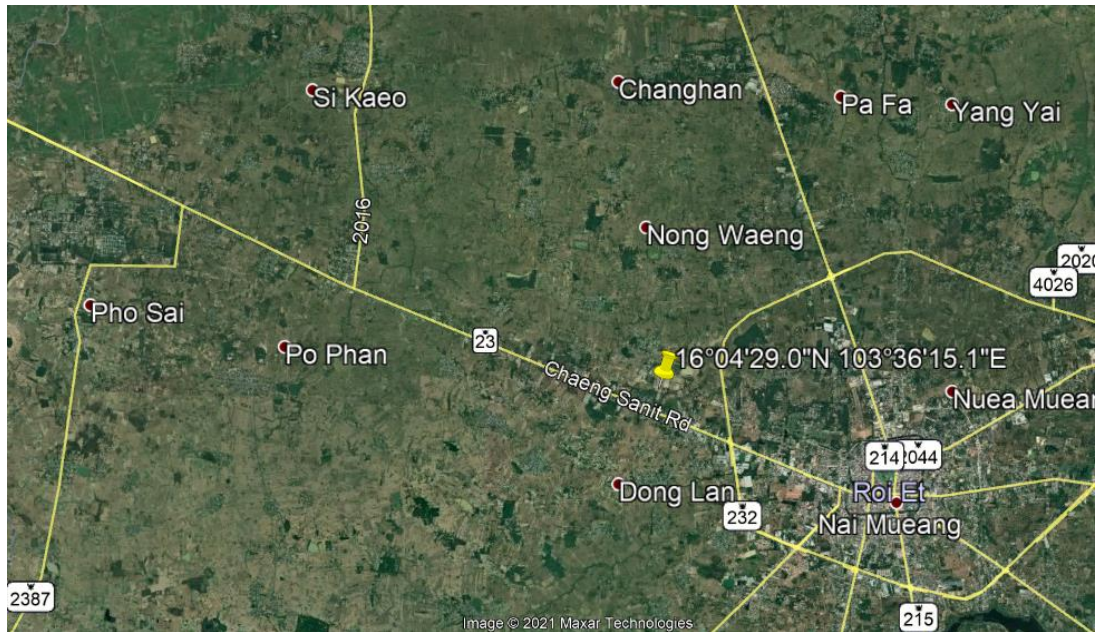 Si Kaeo
Changhan
Pa Fa
Yang Yai
2016
Nong Waeng
2020
4026
Pho Sai
Po Phan
23
16°04'29.0"N 103°36'15.1"E
Chaeng Sanit Rd
Nuea Muear
214
2044
Dong Lan
Roi Et
232
Nai Mueang
2387
215
Image © 2021 Maxar Technologies